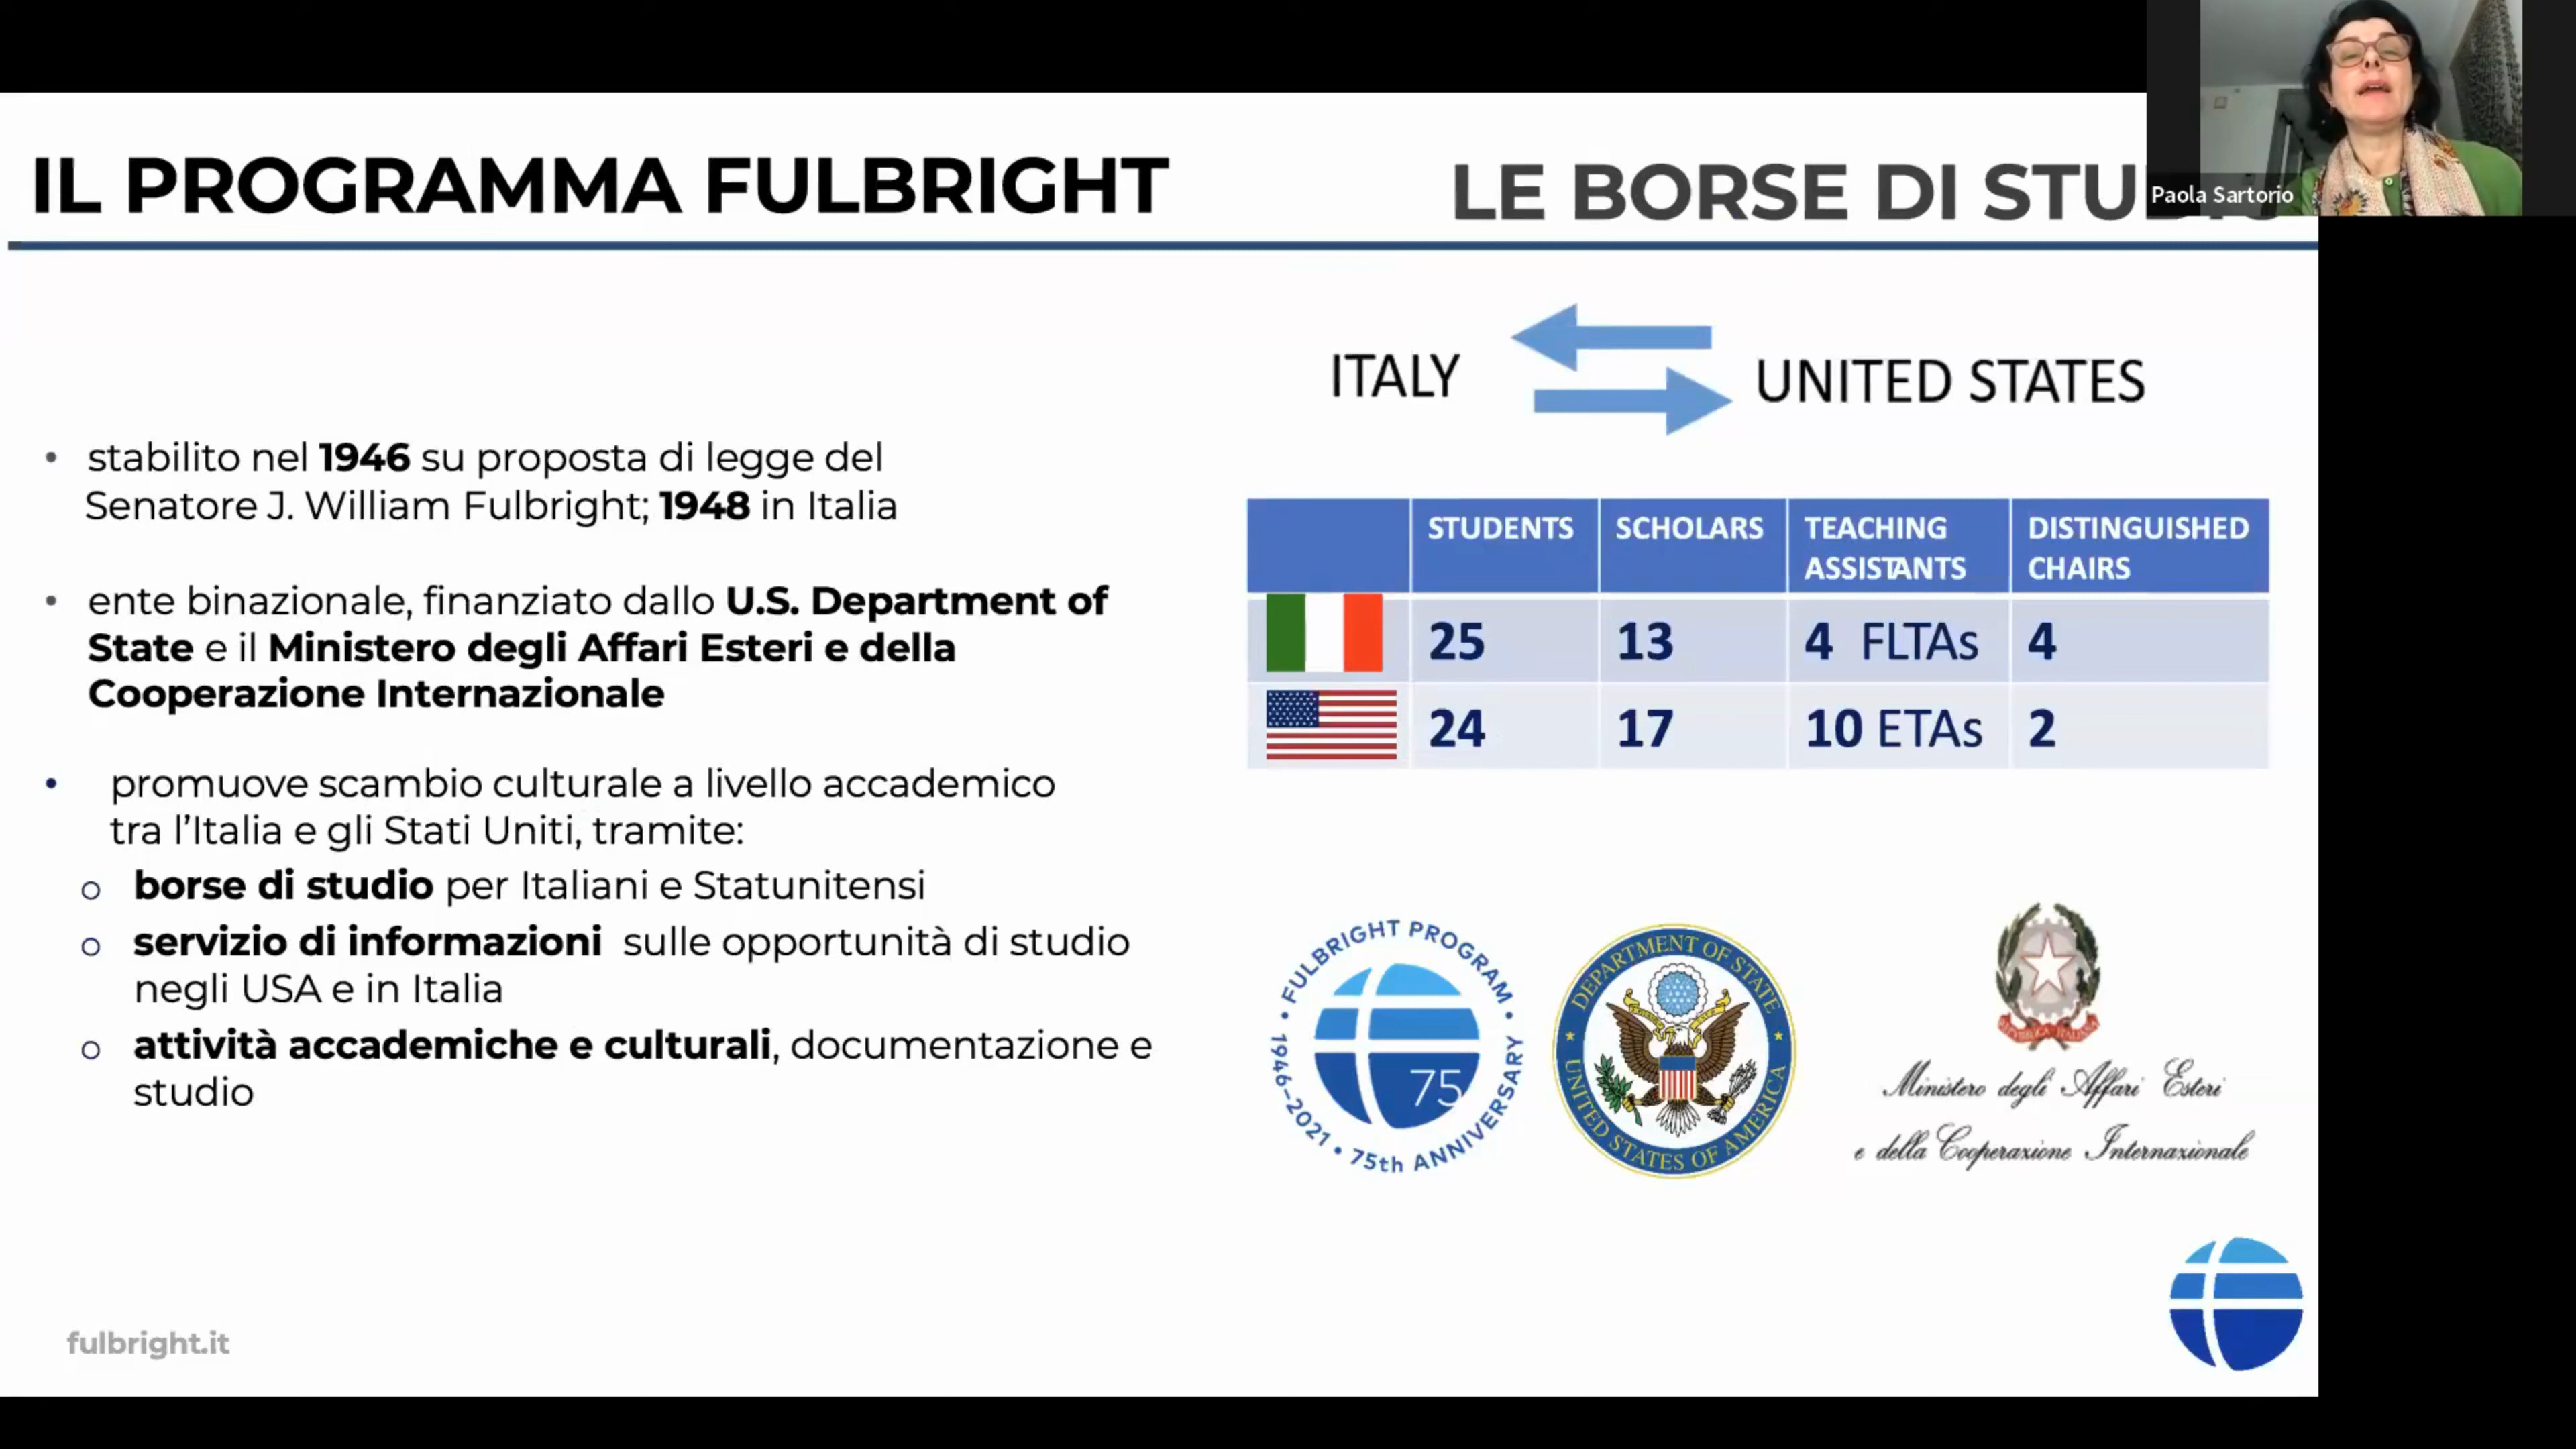 IL PROGRAMMA FULBRIGHT
LE BORSE DI STU
Paola Sartorio
• stabilito nel 1946 su proposta di legge del
Senatore J. William Fulbright; 1948 in Italia
• ente binazionale, finanziato dallo U.S. Department of
State e il Ministero degli Affari Esteri e della
Cooperazione Internazionale
• promuove scambio culturale a livello accademico
tra l’Italia e gli Stati Uniti, tramite:
o borse di studio per Italiani e Statunitensi
o servizio di informazioni sulle opportunità di studio
negli USA e in Italia
o attività accademiche e culturali, documentazione e
studio
fulbright.it
ITALY
UNITED STATES
STUDENTS SCHOLARS TEACHING ASSISTANTS DISTINGUISHED CHAIRS
25 13 4 FLTAs 4
24 17 10 ETAs 2
• FULBRIGHT PROGRAM •
1946–2021 • 75th ANNIVERSARY
75
DEPARTMENT OF STATE
UNITED STATES OF AMERICA
Ministero degli Affari Esteri
e della Cooperazione Internazionale